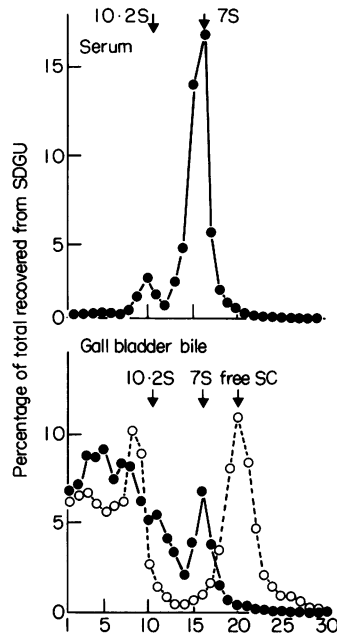 10·2S 7S
Serum
15
10
5
0
Percentage of total recovered from SDGU
Gall bladder bile
10·2S 7S free SC
10
5
0
1 5 10 15 20 25 30